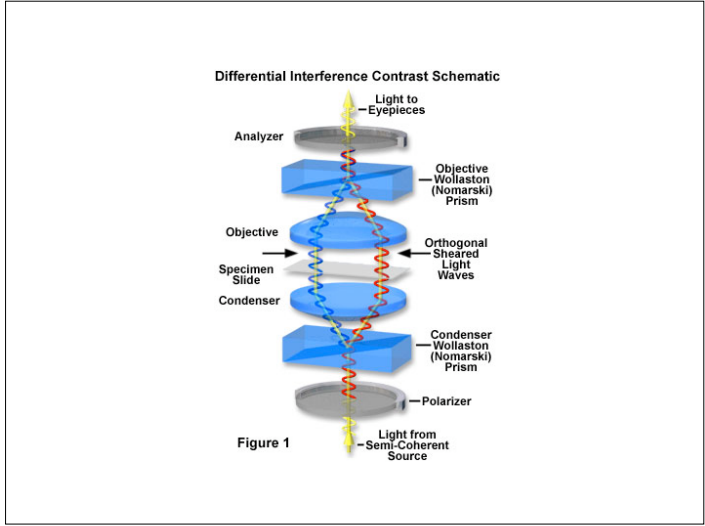 Differential Interference Contrast Schematic
Light to
Eyepieces
Analyzer
Objective
Wollaston
(Nomarski)
Prism
Objective
Orthogonal
Sheared
Light
Waves
Specimen
Slide
Condenser
Condenser
Wollaston
(Nomarski)
Prism
Polarizer
Figure 1
Light from
Semi-Coherent
Source